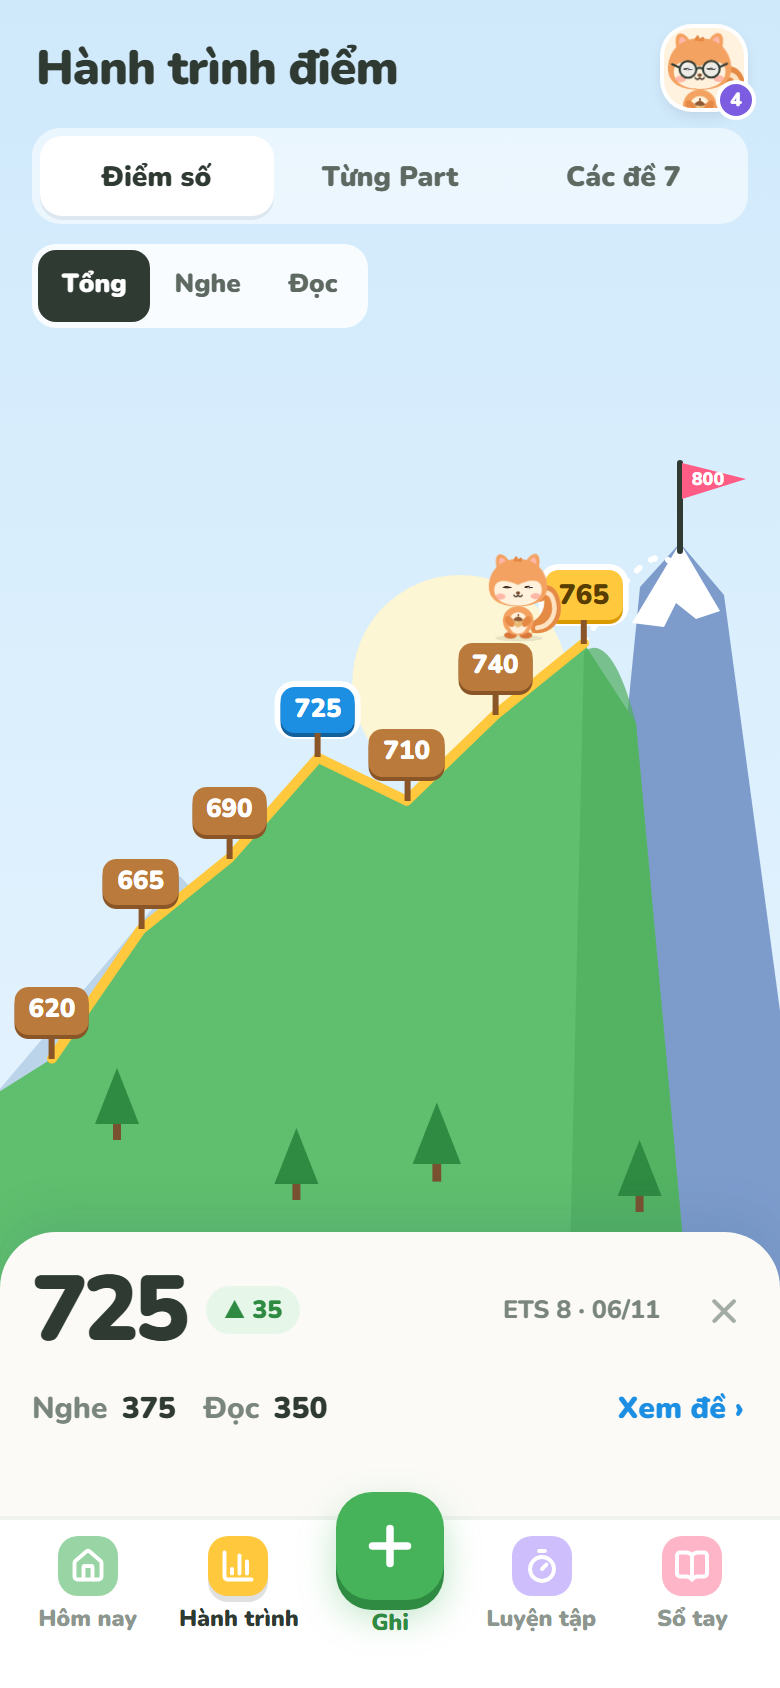 Hành trình điểm
4
Điểm số Từng Part Các đề 7
Tổng Nghe Đọc
800
765
740
725
710
690
665
620
725 ▲ 35 ETS 8 · 06/11 ×
Nghe 375 Đọc 350 Xem đề ›
Hôm nay Hành trình Ghi Luyện tập Sổ tay